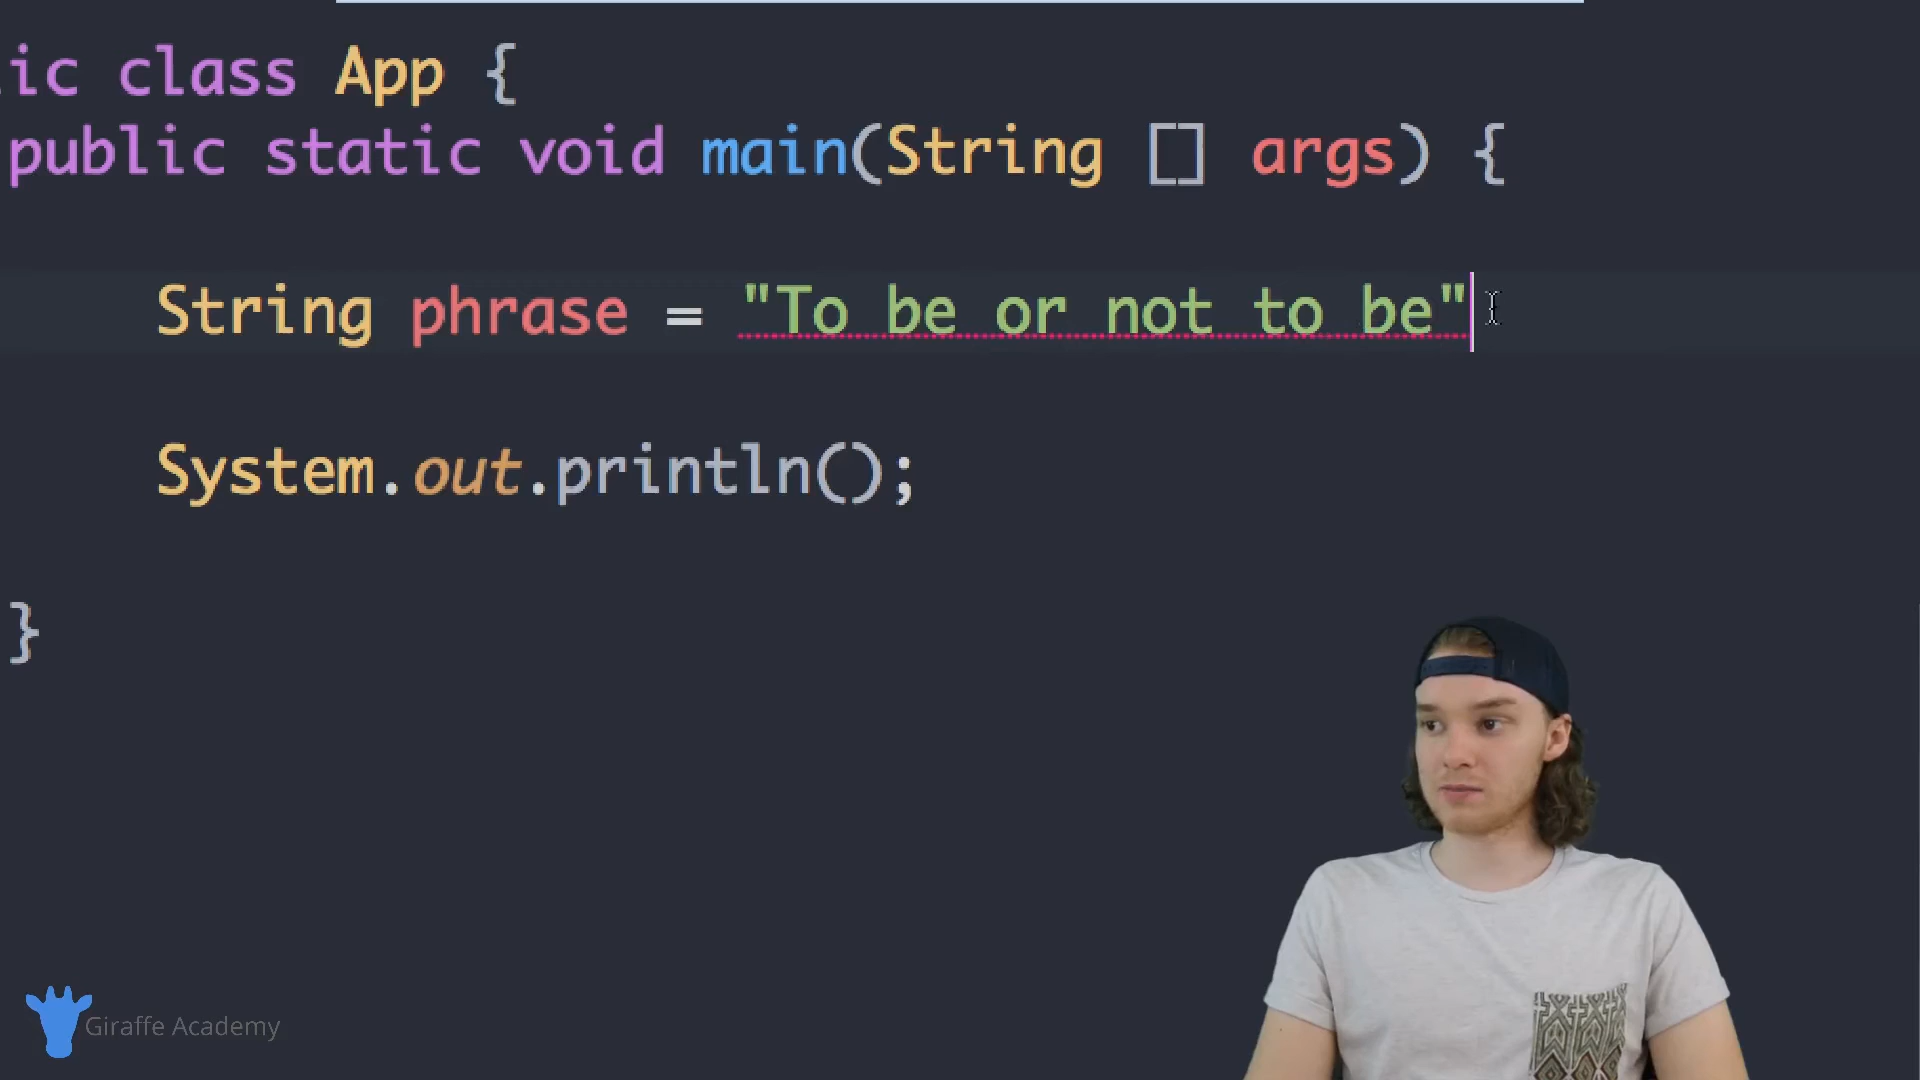 ic class App {
public static void main(String [] args) {
String phrase = "To be or not to be"
System.out.println();
}
Giraffe Academy